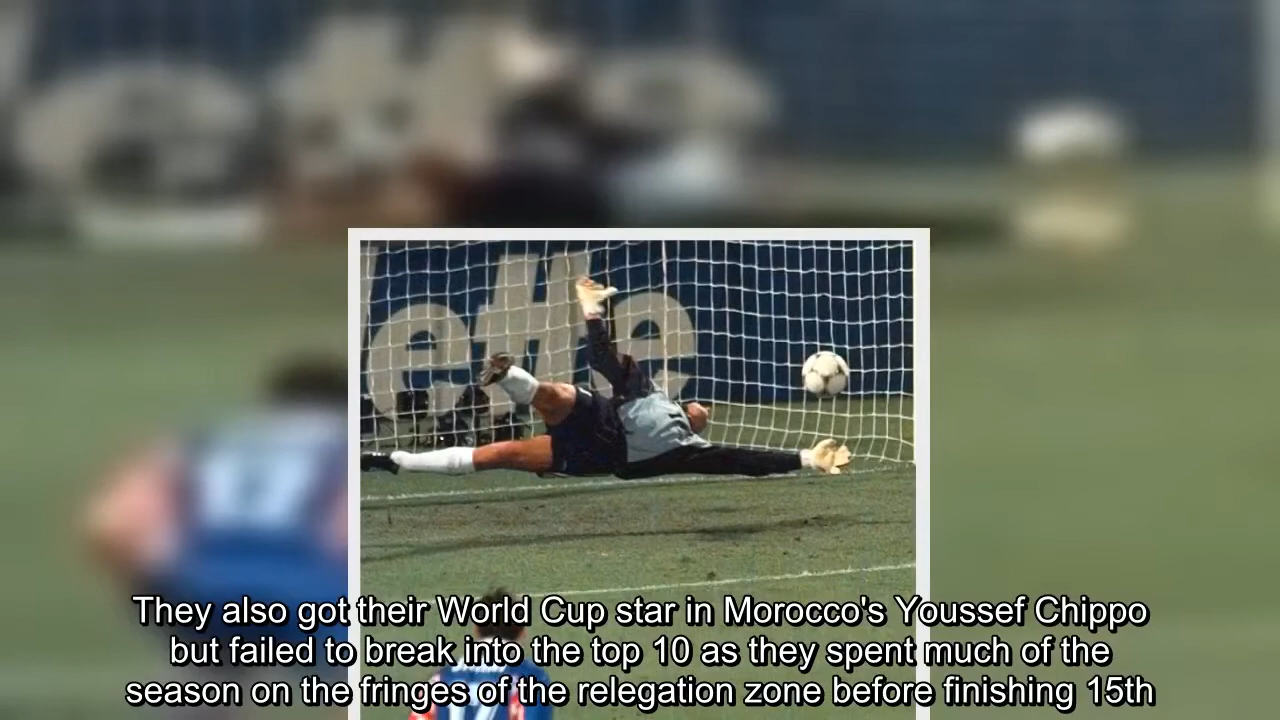 ette
They also got their World Cup star in Morocco's Youssef Chippo
but failed to break into the top 10 as they spent much of the
season on the fringes of the relegation zone before finishing 15th